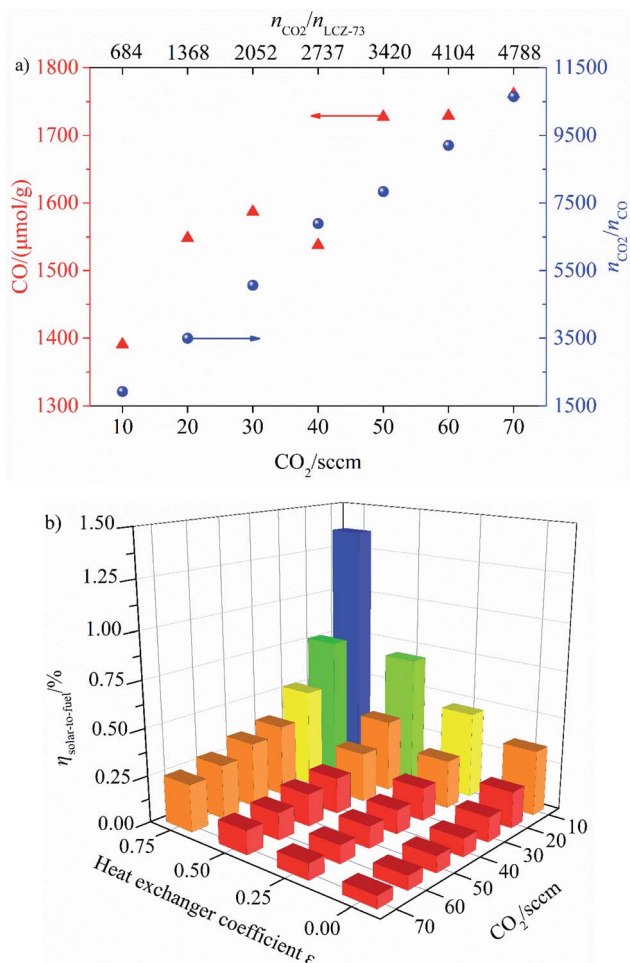 n_CO2/n_LCZ-73
684 1368 2052 2737 3420 4104 4788
a)
1800
1700
1600
1500
1400
1300
CO/(μmol/g)
11500
9500
7500
5500
3500
1500
n_CO2/n_CO
10 20 30 40 50 60 70
CO₂/sccm
b)
1.50
1.25
1.00
0.75
0.50
0.25
0.00
η_solar-to-fuel/%
0.75 0.50 0.25 0.00
Heat exchanger coefficient ε
10 20 30 40 50 60 70
CO₂/sccm